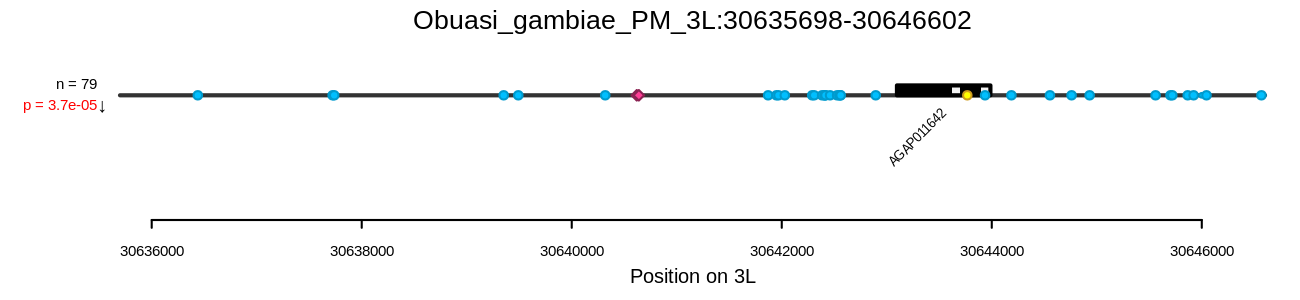 Obuasi_gambiae_PM_3L:30635698-30646602
n = 79
p = 3.7e-05↓
AGAP011642
30636000 30638000 30640000 30642000 30644000 30646000
Position on 3L